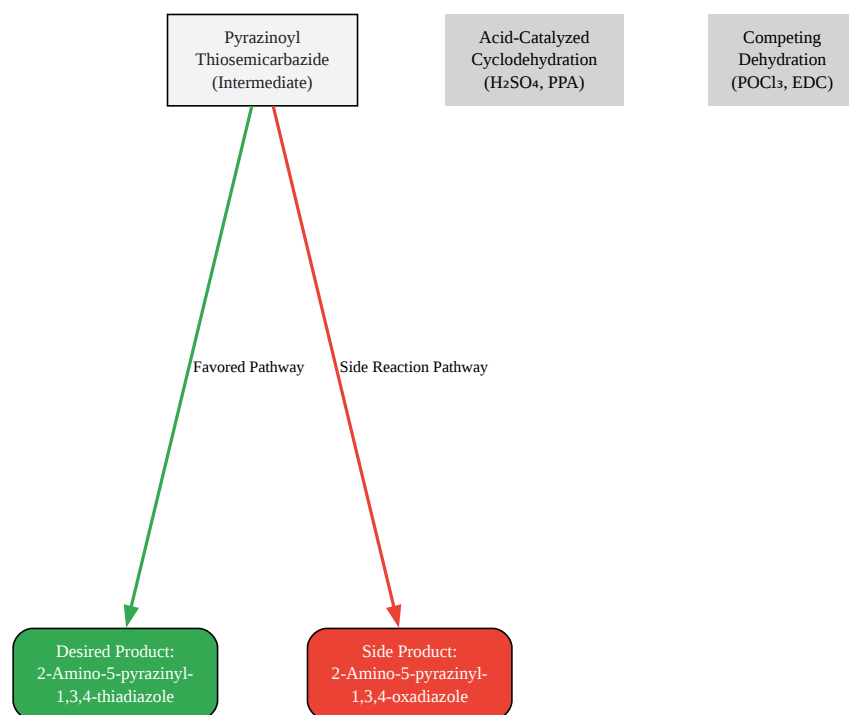 Pyrazinoyl
Thiosemicarbazide
(Intermediate)
Acid-Catalyzed
Cyclodehydration
(H₂SO₄, PPA)
Competing
Dehydration
(POCl₃, EDC)
Favored Pathway
Side Reaction Pathway
Desired Product:
2-Amino-5-pyrazinyl-
1,3,4-thiadiazole
Side Product:
2-Amino-5-pyrazinyl-
1,3,4-oxadiazole